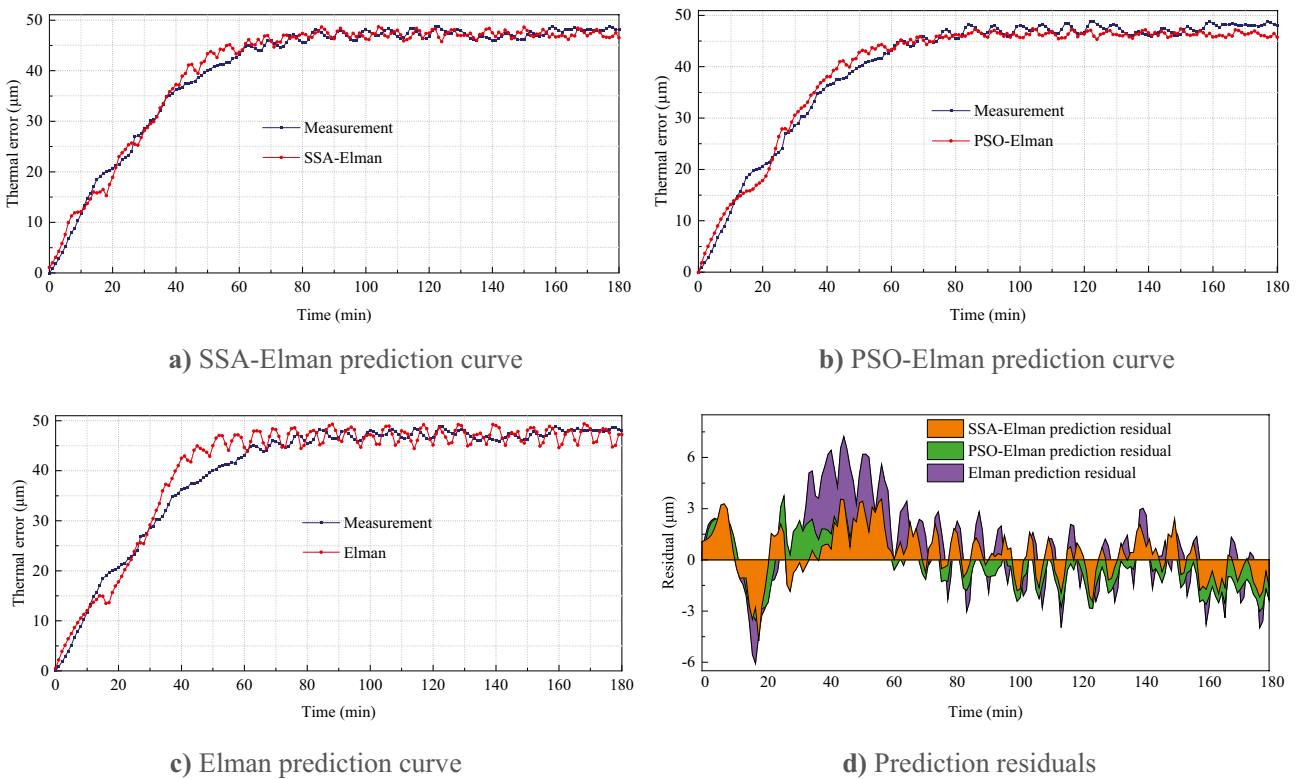 50
40
30
20
10
0
Thermal error (µm)
Measurement
SSA-Elman
0 20 40 60 80 100 120 140 160 180
Time (min)
a) SSA-Elman prediction curve
50
40
30
20
10
0
Thermal error (µm)
Measurement
PSO-Elman
0 20 40 60 80 100 120 140 160 180
Time (min)
b) PSO-Elman prediction curve
50
40
30
20
10
0
Thermal error (µm)
Measurement
Elman
0 20 40 60 80 100 120 140 160 180
Time (min)
c) Elman prediction curve
6
3
0
-3
-6
Residual (µm)
SSA-Elman prediction residual
PSO-Elman prediction residual
Elman prediction residual
0 20 40 60 80 100 120 140 160 180
Time (min)
d) Prediction residuals